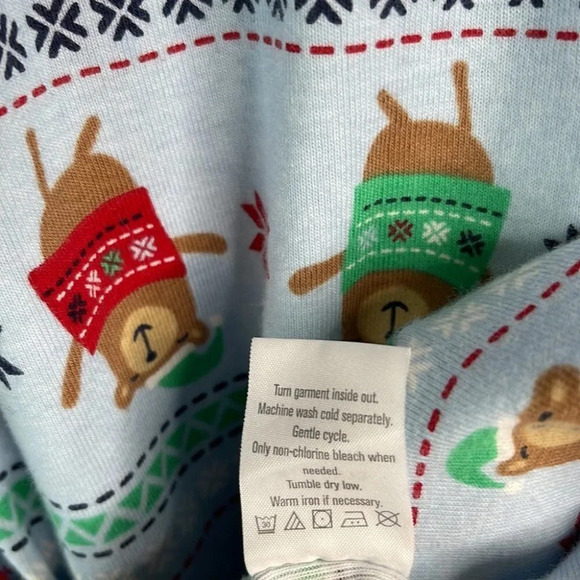 Turn garment inside out.
Machine wash cold separately.
Gentle cycle.
Only non-chlorine bleach when
needed.
Tumble dry low.
Warm iron if necessary.
30